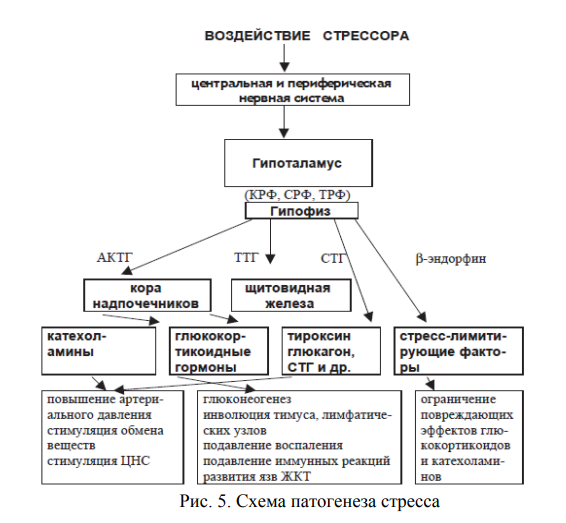 ВОЗДЕЙСТВИЕ СТРЕССОРА
центральная и периферическая
нервная система
Гипоталамус
(КРФ, СРФ, ТРФ)
Гипофиз
АКТГ
ТТГ
СТГ
β-эндорфин
кора
надпочечников
щитовидная
железа
катехол-
амины
глюкокор-
тикоидные
гормоны
тироксин
глюкагон,
СТГ и др.
стресс-лимити-
рующие факто-
ры
повышение артери-
ального давления
стимуляция обмена
веществ
стимуляция ЦНС
глюконеогенез
инволюция тимуса, лимфатиче-
ских узлов
подавление воспаления
подавление иммунных реакций
развития язв ЖКТ
ограничение
повреждающих
эффектов глю-
кокортикоидов
и катехолами-
нов
Рис. 5. Схема патогенеза стресса